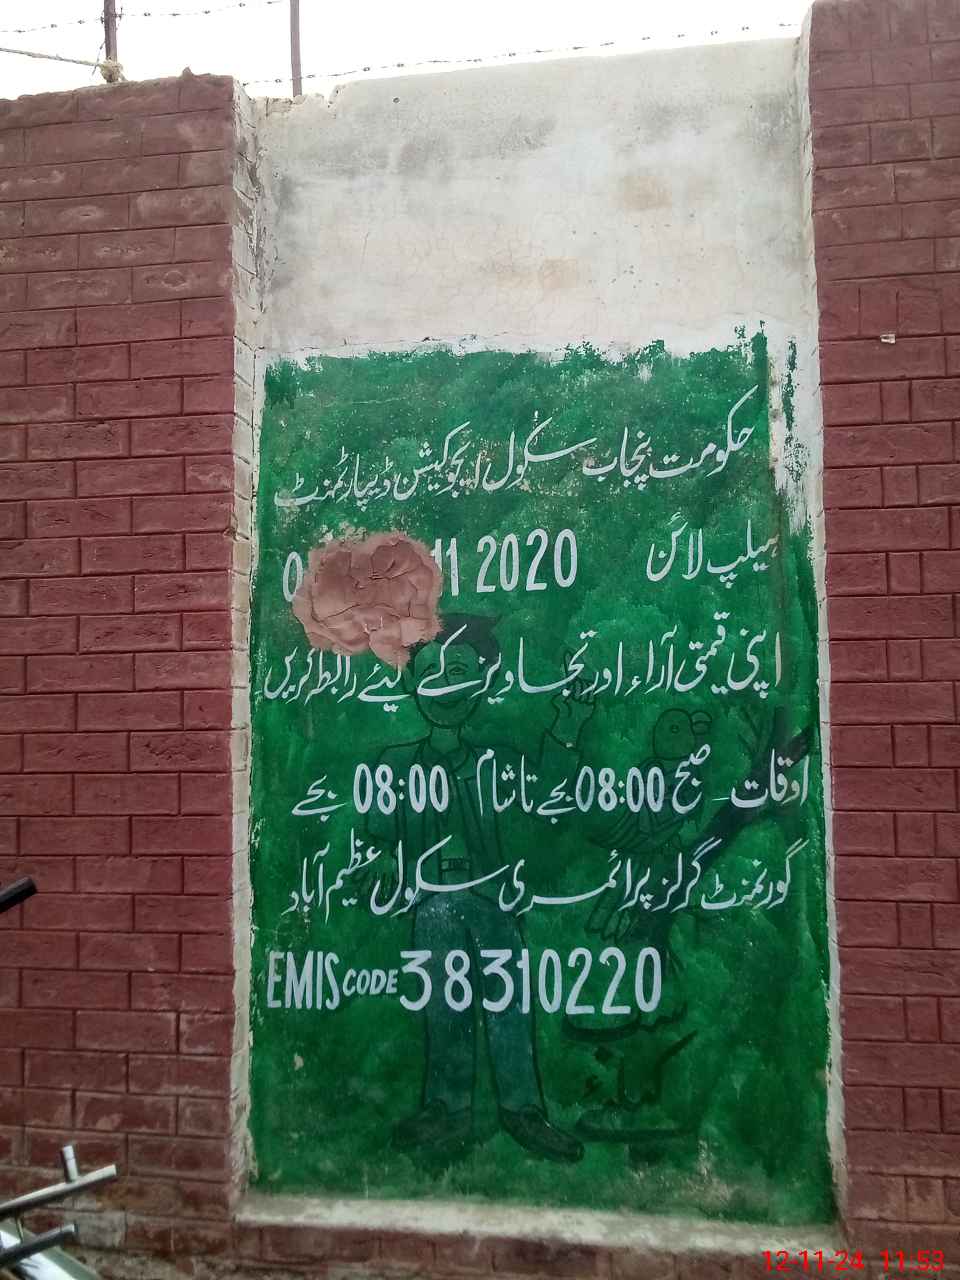 حکومت پنجاب سکول ایجوکیشن ڈیپارٹمنٹ
ہیلپ لائن 11 2020
اپنی قیمتی آراء اور تجاویز کے لیئے رابطہ کریں
اوقات صبح 08:00 بجے تا شام 08:00 بجے
گورنمنٹ گرلز پرائمری سکول عظیم آباد
EMIS CODE 38310220
12-11-24 11:53